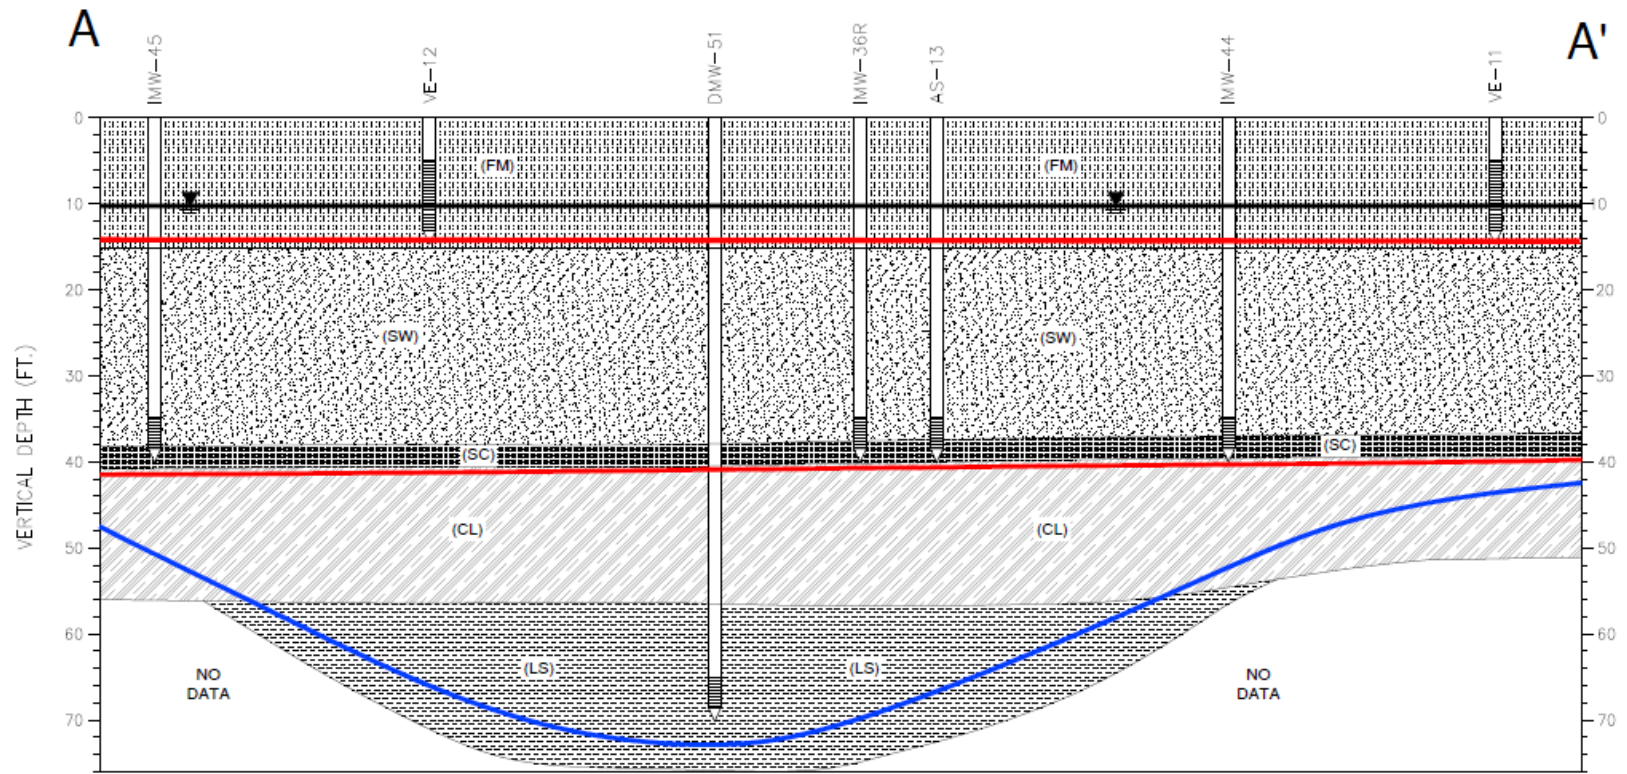 A
A'
IMW-45
VE-12
DMW-51
IMW-36R
AS-13
IMW-44
VE-11
0
0
(FM)
(FM)
10
10
20
20
(SW)
(SW)
30
30
VERTICAL DEPTH (FT.)
(SC)
(SC)
40
40
(CL)
(CL)
50
50
60
60
(LS)
(LS)
NO
DATA
NO
DATA
70
70